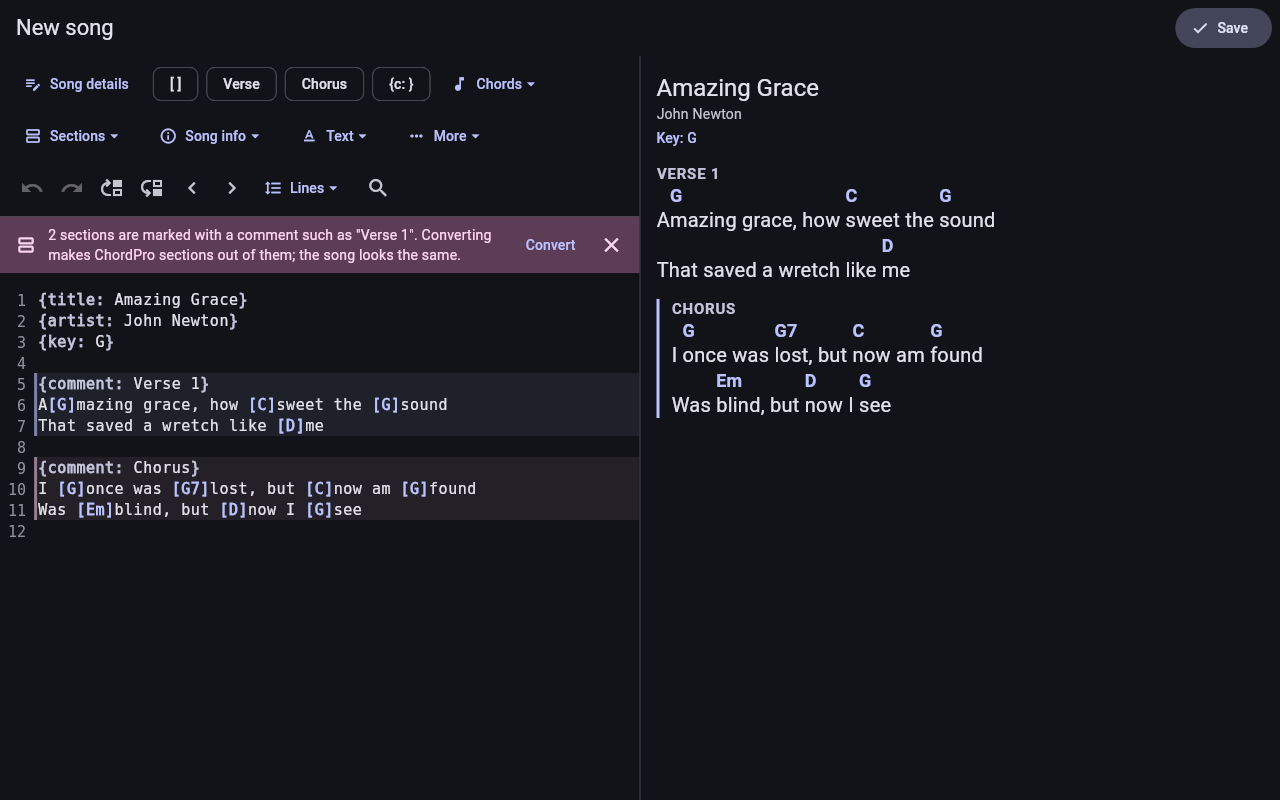 New song
Save
Song details
[ ]
Verse
Chorus
{c: }
Chords
Sections
Song info
Text
More
Lines
2 sections are marked with a comment such as "Verse 1". Converting
makes ChordPro sections out of them; the song looks the same.
Convert
1 {title: Amazing Grace}
2 {artist: John Newton}
3 {key: G}
4
5 {comment: Verse 1}
6 A[G]mazing grace, how [C]sweet the [G]sound
7 That saved a wretch like [D]me
8
9 {comment: Chorus}
10 I [G]once was [G7]lost, but [C]now am [G]found
11 Was [Em]blind, but [D]now I [G]see
12
Amazing Grace
John Newton
Key: G
VERSE 1
G C G
Amazing grace, how sweet the sound
D
That saved a wretch like me
CHORUS
G G7 C G
I once was lost, but now am found
Em D G
Was blind, but now I see